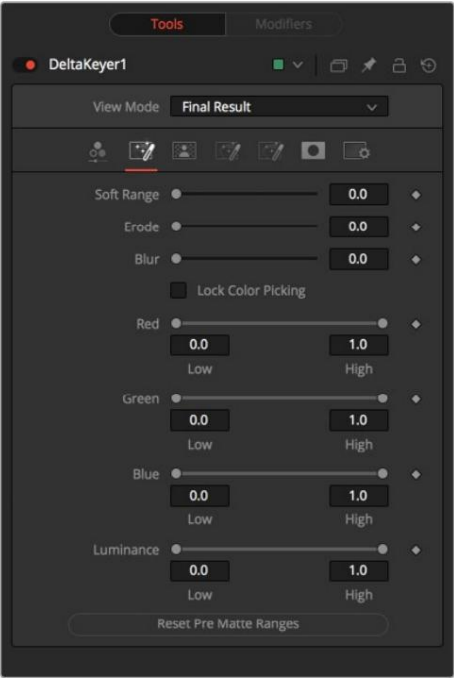 Tools Modifiers
DeltaKeyer1
View Mode Final Result
Soft Range 0.0
Erode 0.0
Blur 0.0
Lock Color Picking
Red
0.0 1.0
Low High
Green
0.0 1.0
Low High
Blue
0.0 1.0
Low High
Luminance
0.0 1.0
Low High
Reset Pre Matte Ranges